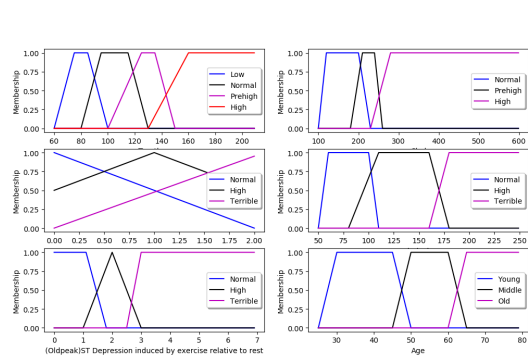 Membership
1.00
0.75
0.50
0.25
0.00
Low
Normal
Prehigh
High
60 80 100 120 140 160 180 200
Membership
1.00
0.75
0.50
0.25
0.00
Normal
Prehigh
High
100 200 300 400 500 600
Membership
1.00
0.75
0.50
0.25
0.00
Normal
High
Terrible
0.00 0.25 0.50 0.75 1.00 1.25 1.50 1.75 2.00
Membership
1.00
0.75
0.50
0.25
0.00
Normal
High
Terrible
50 75 100 125 150 175 200 225 250
Membership
1.00
0.75
0.50
0.25
0.00
Normal
High
Terrible
0 1 2 3 4 5 6 7
(Oldpeak)ST Depression induced by exercise relative to rest
Membership
1.00
0.75
0.50
0.25
0.00
Young
Middle
Old
30 40 50 60 70 80
Age